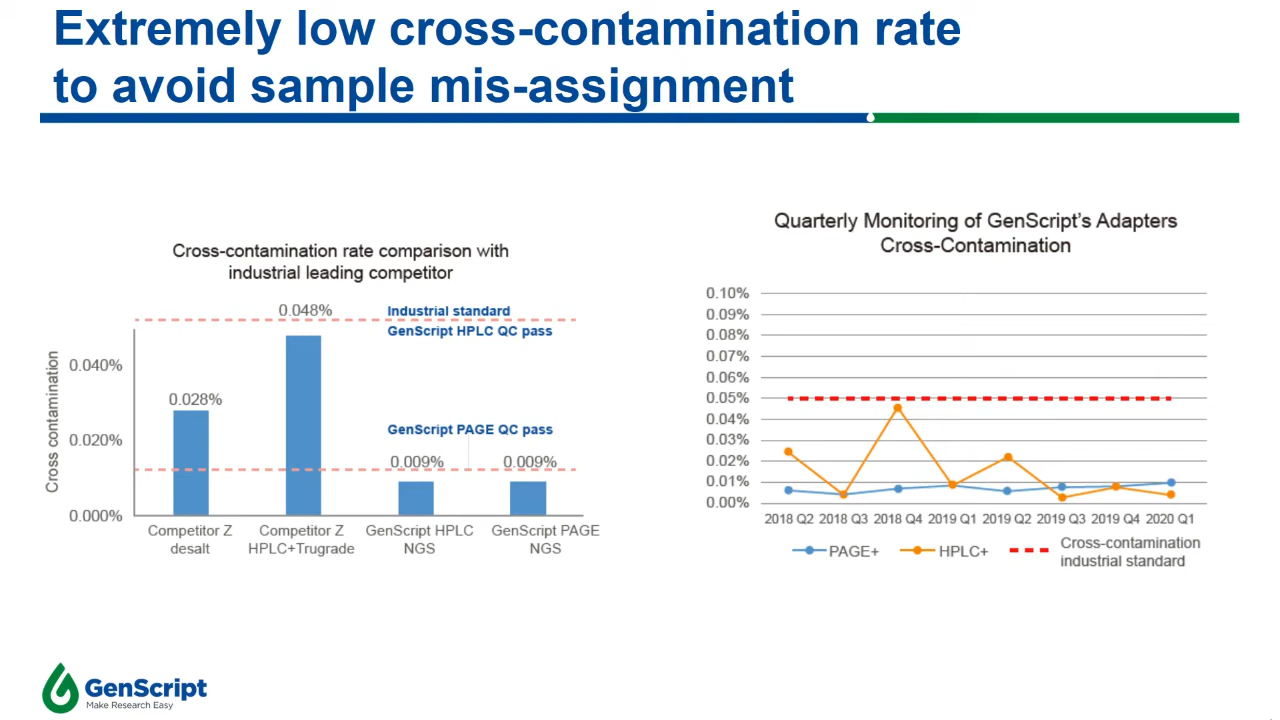 Extremely low cross-contamination rate
to avoid sample mis-assignment
Cross-contamination rate comparison with
industrial leading competitor
Cross contamination
0.040%
0.020%
0.000%
0.028%
0.048%
0.009%
0.009%
Industrial standard
GenScript HPLC QC pass
GenScript PAGE QC pass
Competitor Z
desalt
Competitor Z
HPLC+Trugrade
GenScript HPLC
NGS
GenScript PAGE
NGS
Quarterly Monitoring of GenScript's Adapters
Cross-Contamination
0.10%
0.09%
0.08%
0.07%
0.06%
0.05%
0.04%
0.03%
0.02%
0.01%
0.00%
2018 Q2 2018 Q3 2018 Q4 2019 Q1 2019 Q2 2019 Q3 2019 Q4 2020 Q1
PAGE+
HPLC+
Cross-contamination
industrial standard
GenScript
Make Research Easy